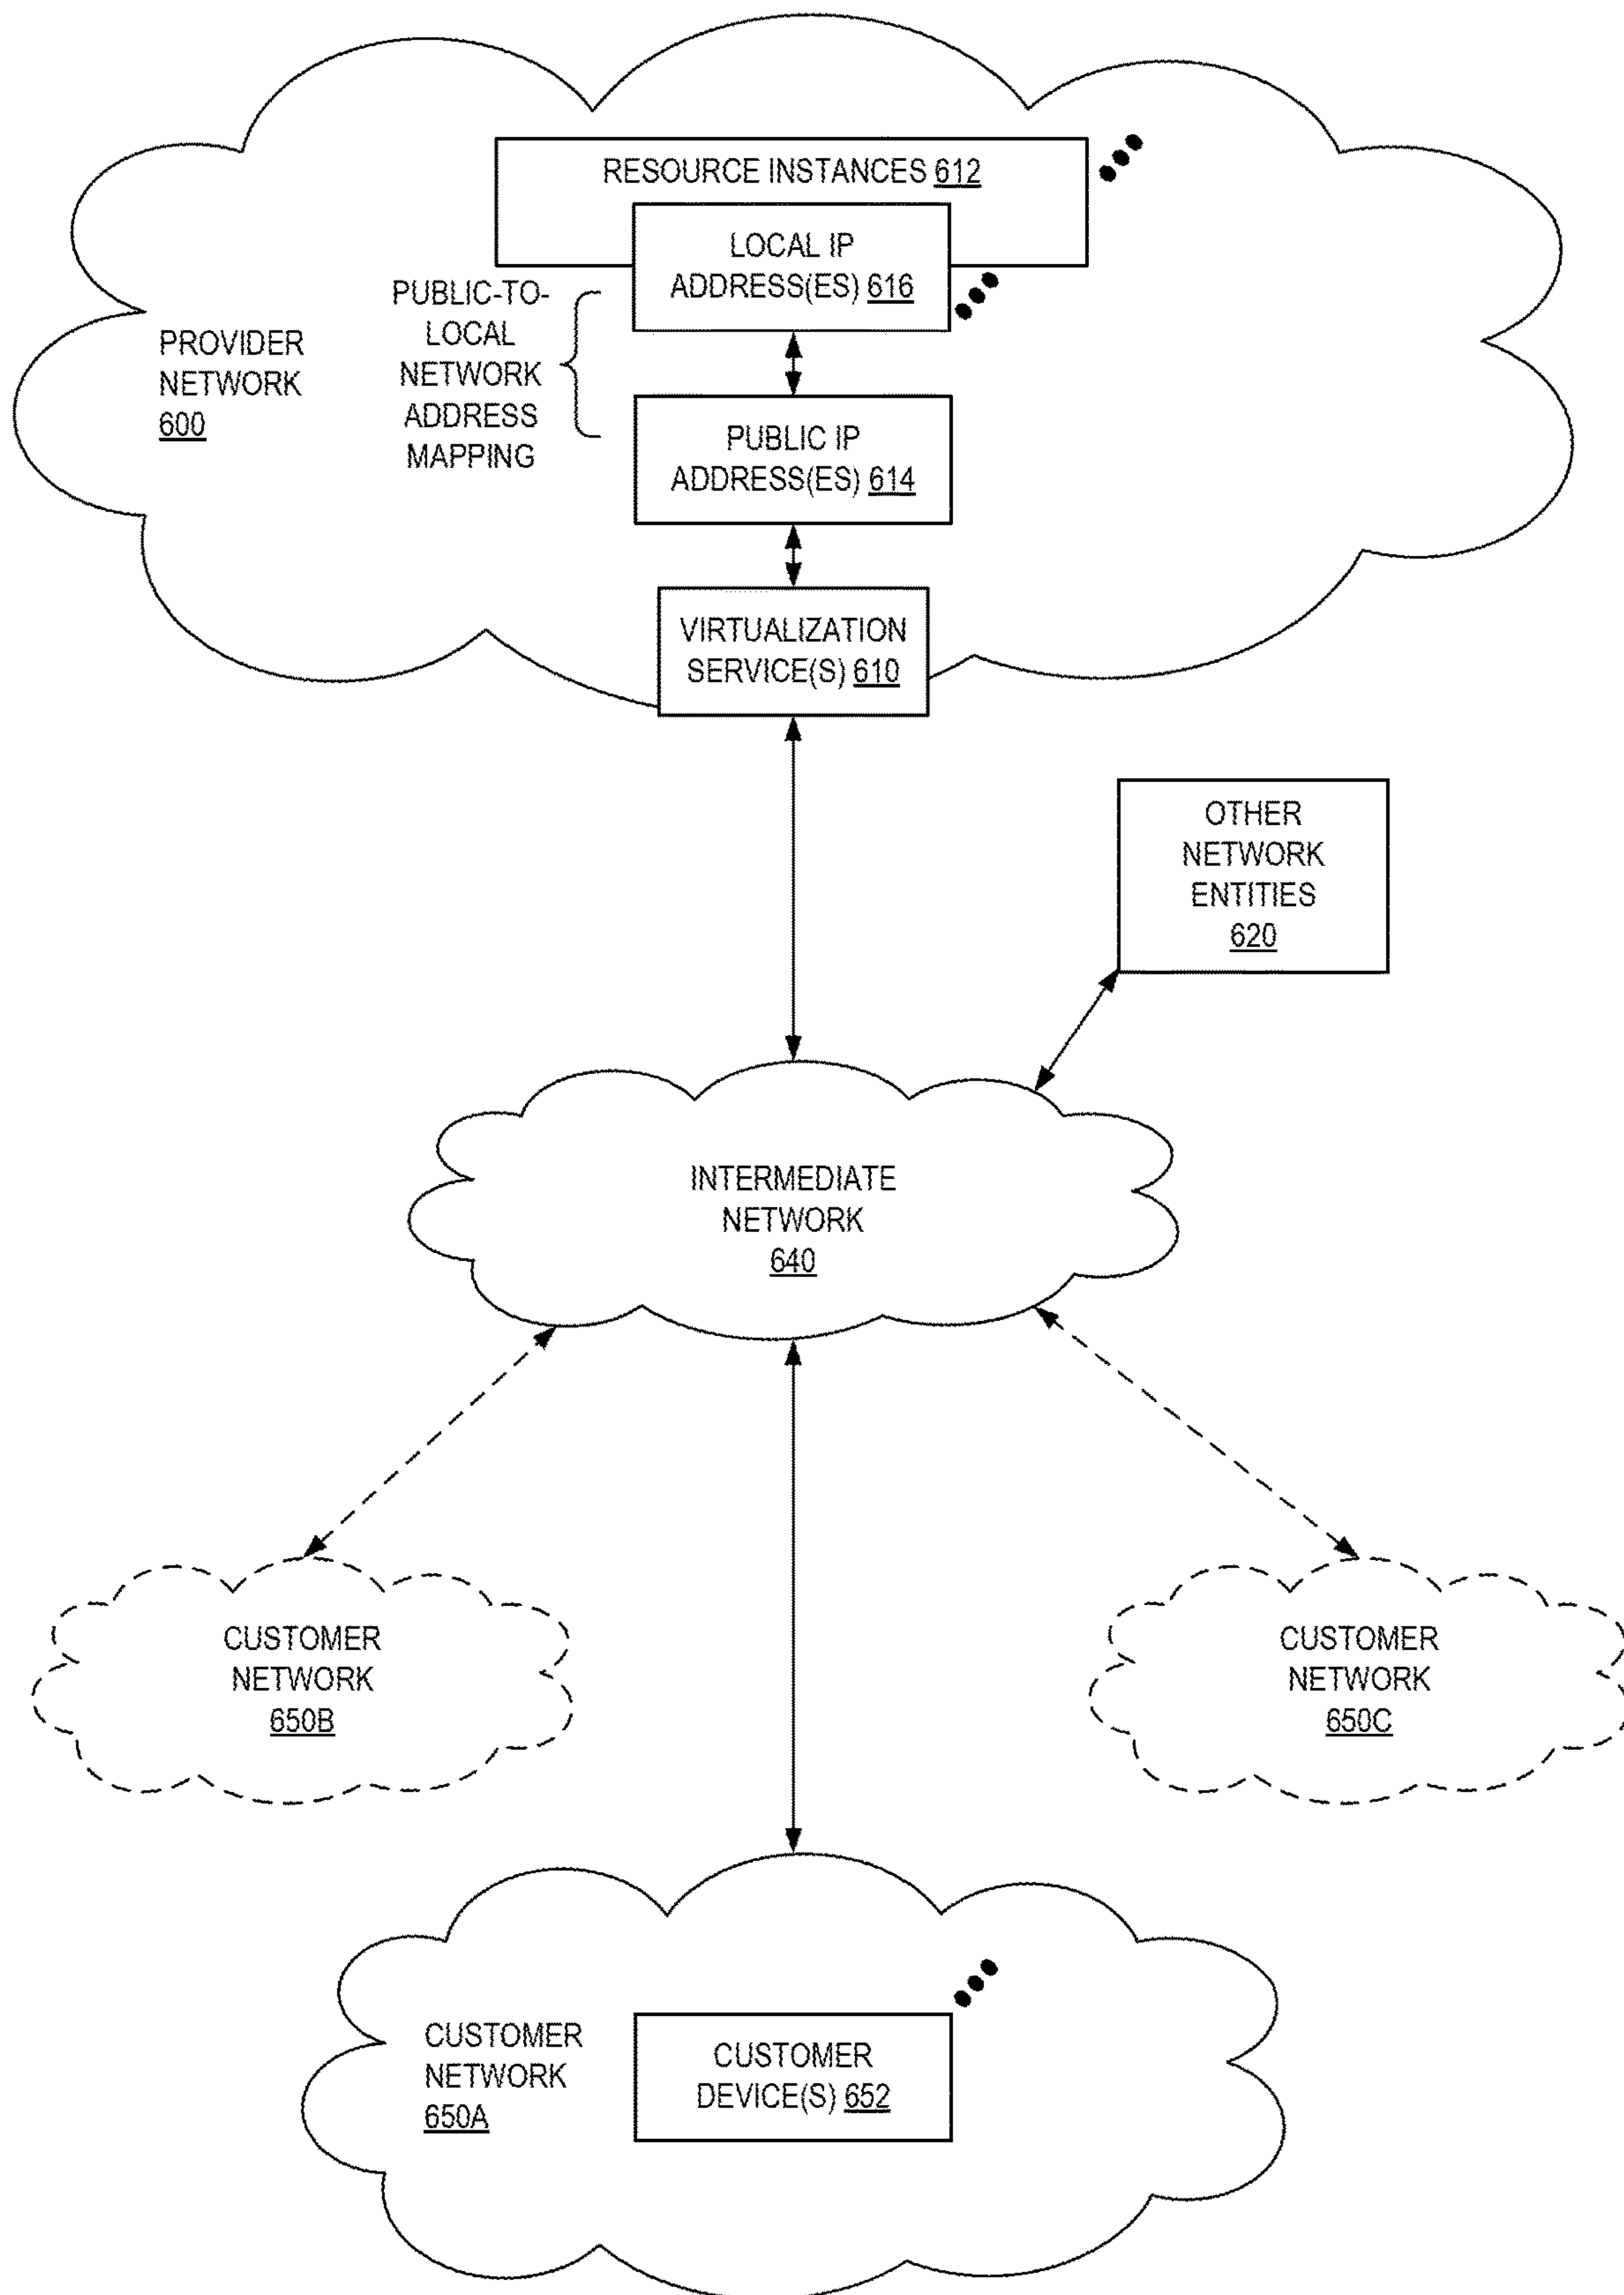 RESOURCE INSTANCES 612
LOCAL IP
ADDRESS(ES) 616
PUBLIC-TO-
LOCAL
NETWORK
ADDRESS
MAPPING
PROVIDER
NETWORK
600
PUBLIC IP
ADDRESS(ES) 614
VIRTUALIZATION
SERVICE(S) 610
OTHER
NETWORK
ENTITIES
620
INTERMEDIATE
NETWORK
640
CUSTOMER
NETWORK
650B
CUSTOMER
NETWORK
650C
CUSTOMER
NETWORK
650A
CUSTOMER
DEVICE(S) 652